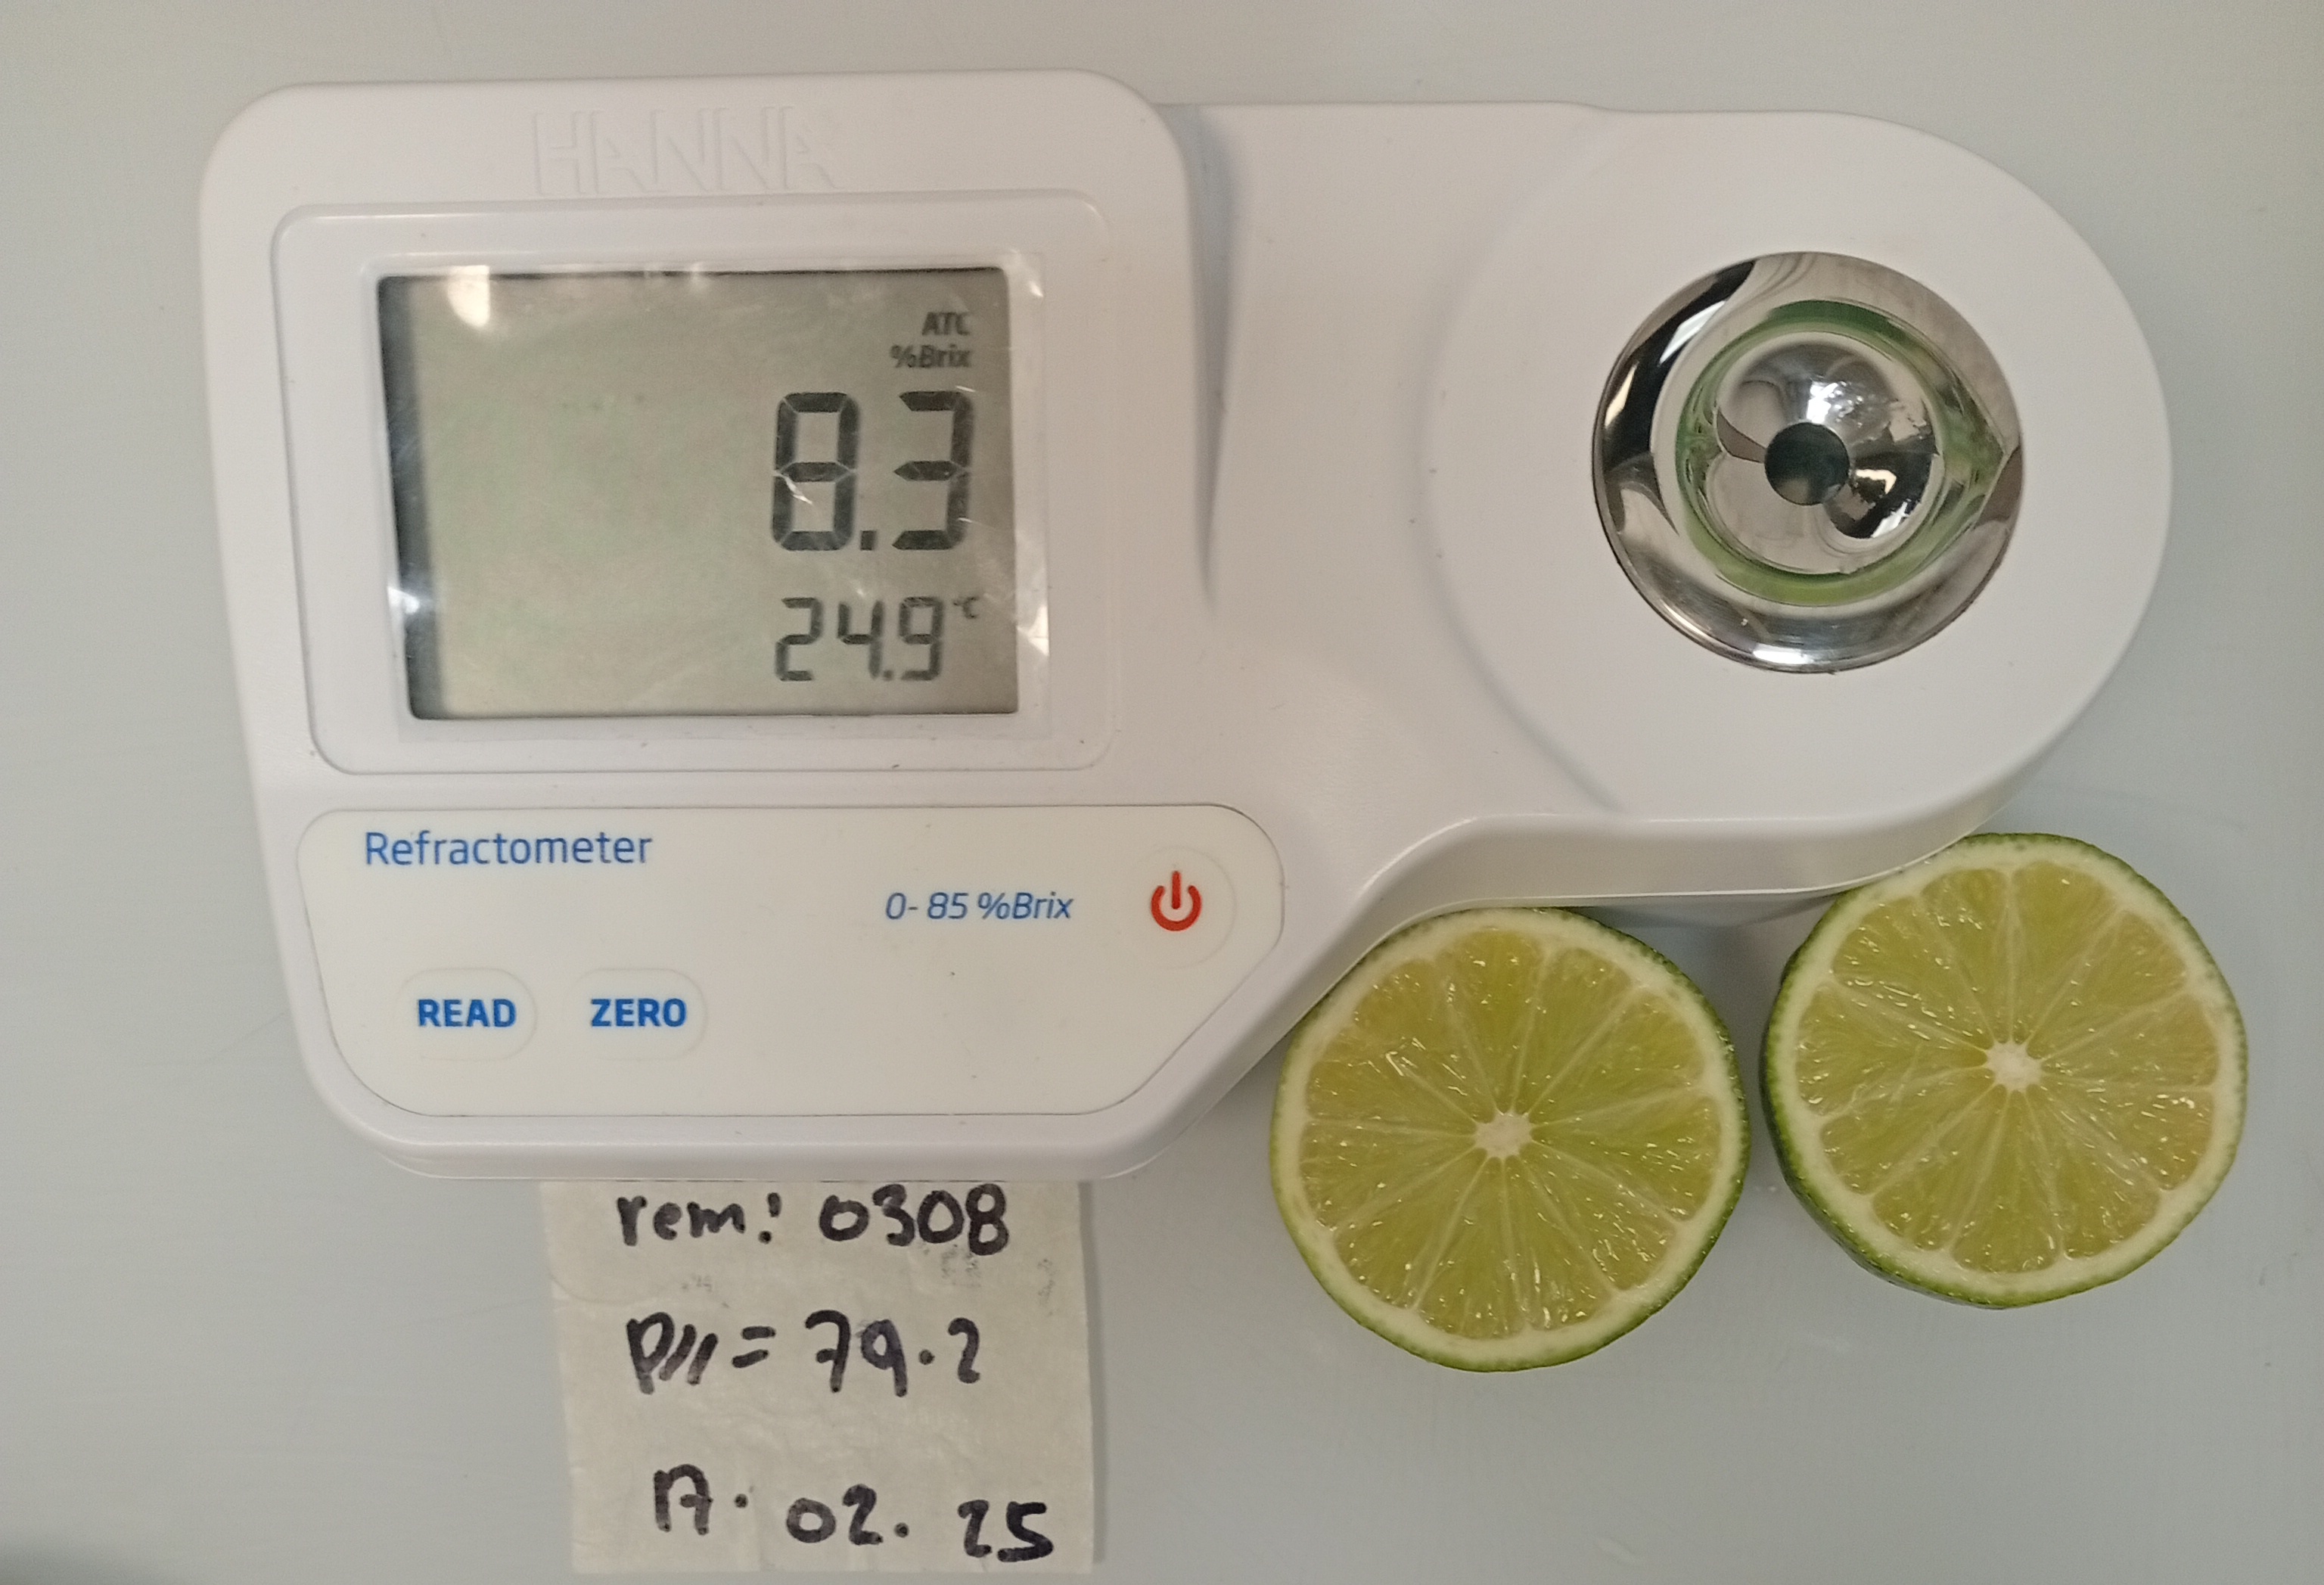 HANNA
ATC
%Brix
8.3
24.9 °C
Refractometer
0-85 %Brix
READ ZERO
rem: 0308
= 79.2
17. 02. 25